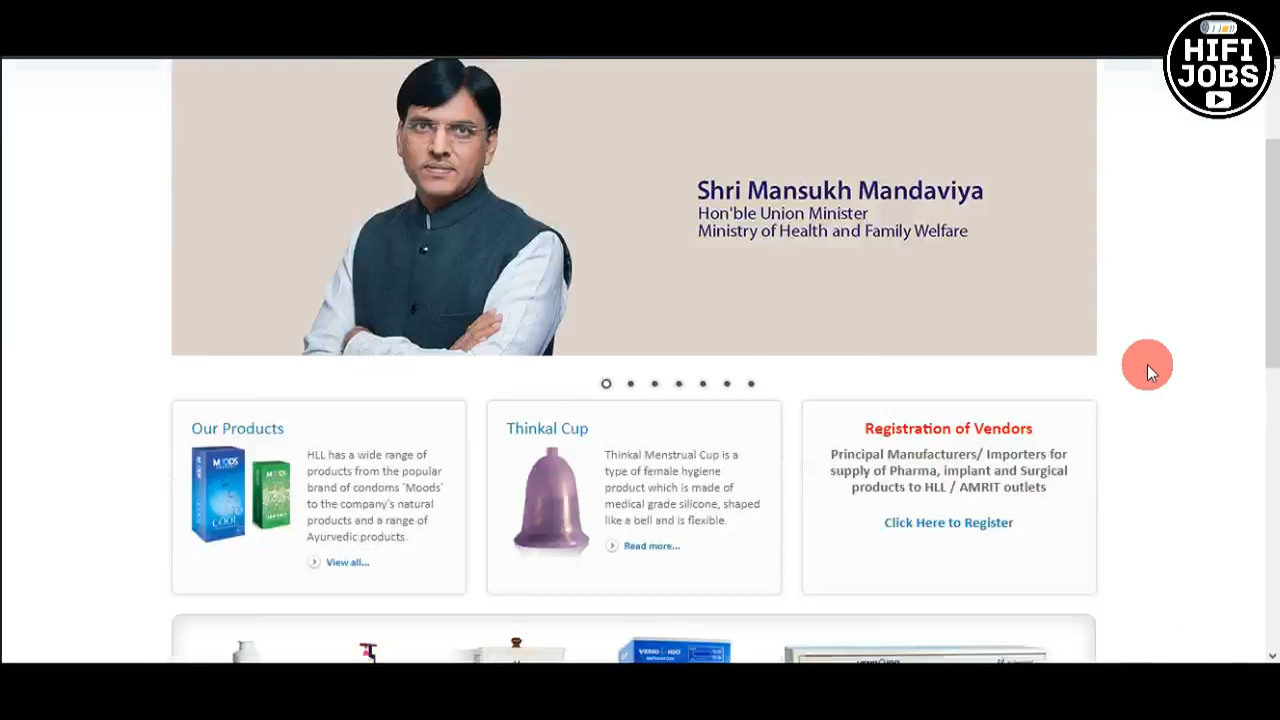 HIFI
JOBS
Shri Mansukh Mandaviya
Hon'ble Union Minister
Ministry of Health and Family Welfare
Our Products
MOODS
COOL
MOODS
HLL has a wide range of
products from the popular
brand of condoms 'Moods'
to the company's natural
products and a range of
Ayurvedic products.
View all...
Thinkal Cup
Thinkal Menstrual Cup is a
type of female hygiene
product which is made of
medical grade silicone, shaped
like a bell and is flexible.
Read more...
Registration of Vendors
Principal Manufacturers/ Importers for
supply of Pharma, implant and Surgical
products to HLL / AMRIT outlets
Click Here to Register
VENDIGO